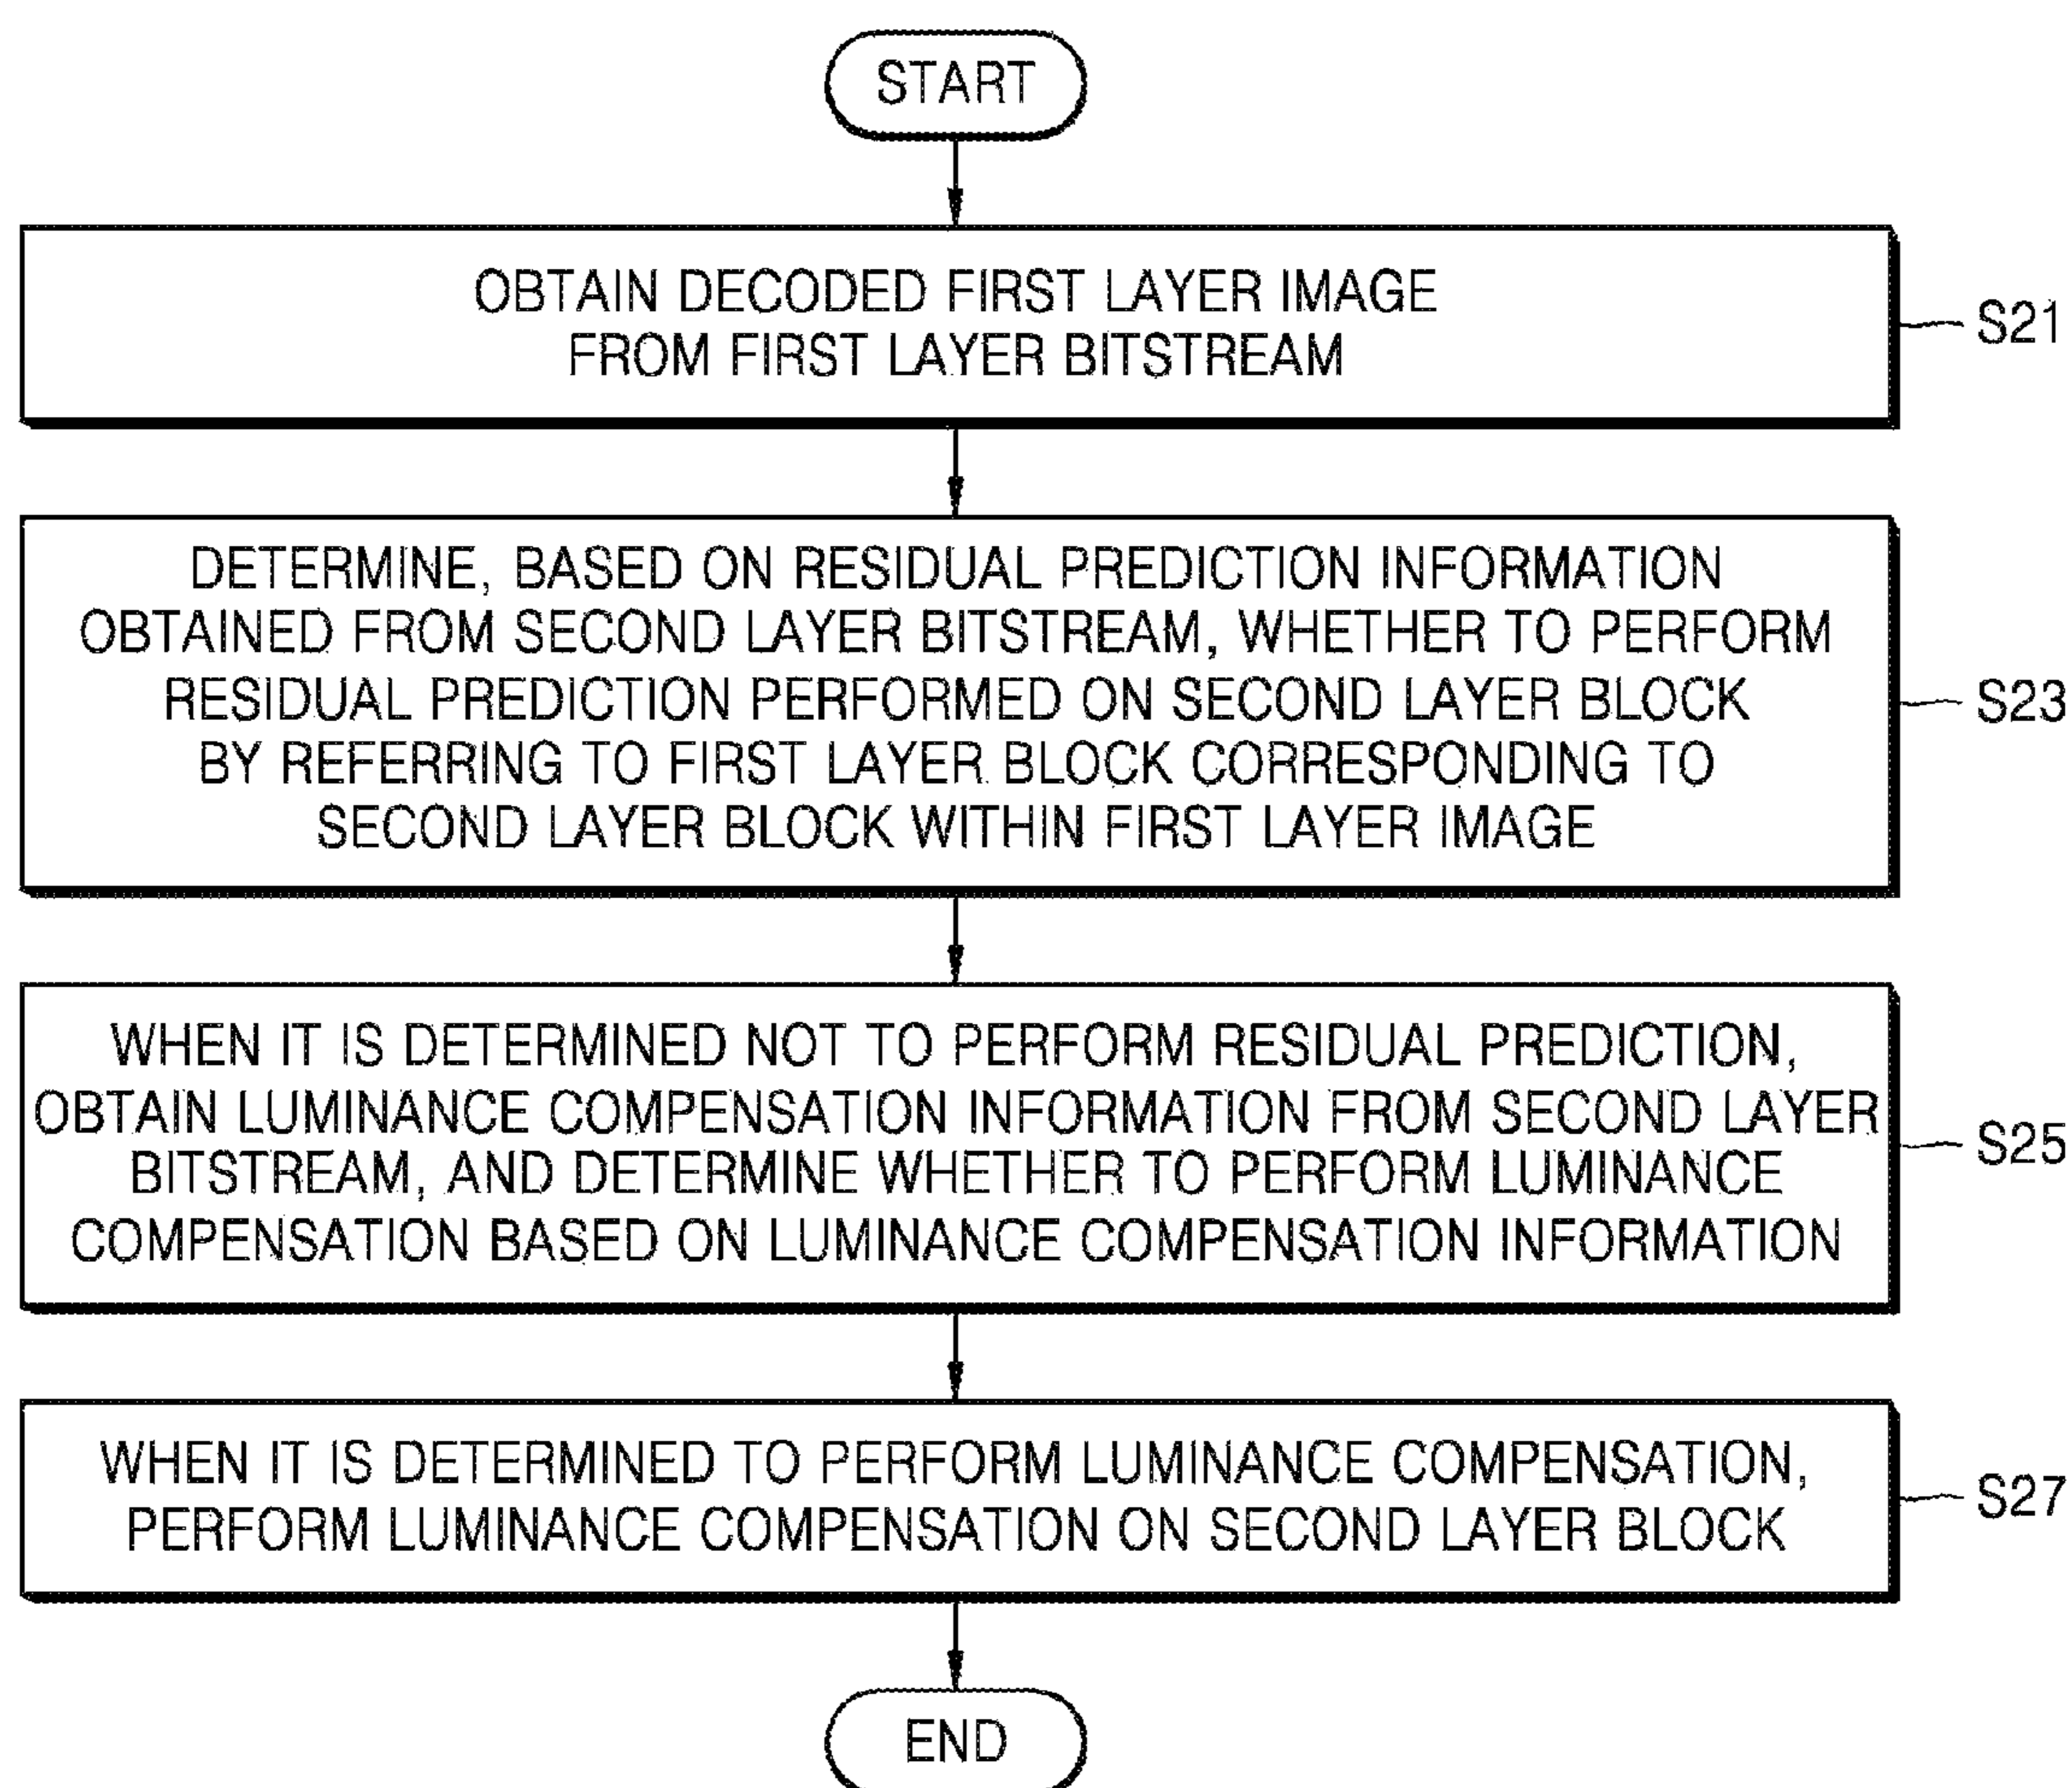 START
OBTAIN DECODED FIRST LAYER IMAGE
FROM FIRST LAYER BITSTREAM
S21
DETERMINE, BASED ON RESIDUAL PREDICTION INFORMATION
OBTAINED FROM SECOND LAYER BITSTREAM, WHETHER TO PERFORM
RESIDUAL PREDICTION PERFORMED ON SECOND LAYER BLOCK
BY REFERRING TO FIRST LAYER BLOCK CORRESPONDING TO
SECOND LAYER BLOCK WITHIN FIRST LAYER IMAGE
S23
WHEN IT IS DETERMINED NOT TO PERFORM RESIDUAL PREDICTION,
OBTAIN LUMINANCE COMPENSATION INFORMATION FROM SECOND LAYER
BITSTREAM, AND DETERMINE WHETHER TO PERFORM LUMINANCE
COMPENSATION BASED ON LUMINANCE COMPENSATION INFORMATION
S25
WHEN IT IS DETERMINED TO PERFORM LUMINANCE COMPENSATION,
PERFORM LUMINANCE COMPENSATION ON SECOND LAYER BLOCK
S27
END